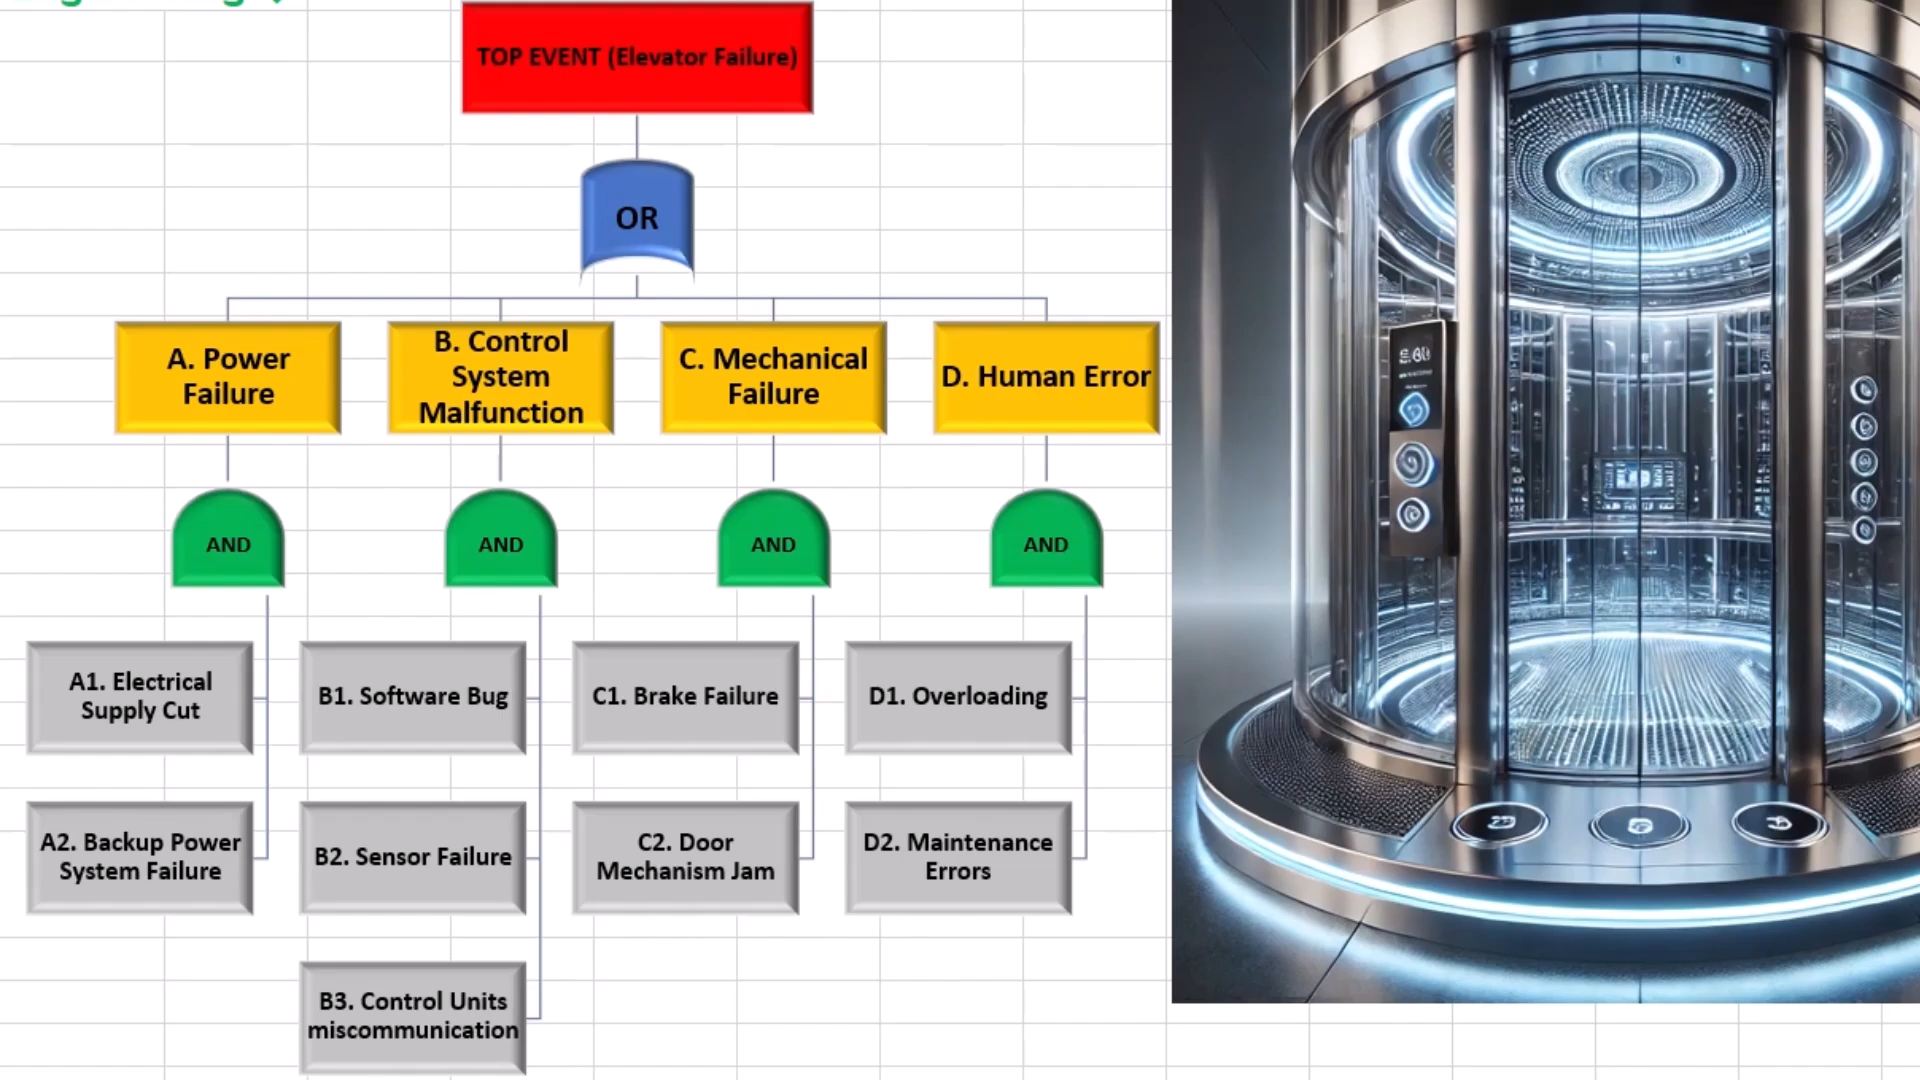 TOP EVENT (Elevator Failure)
OR
A. Power
Failure
B. Control
System
Malfunction
C. Mechanical
Failure
D. Human Error
AND
AND
AND
AND
A1. Electrical
Supply Cut
B1. Software Bug
C1. Brake Failure
D1. Overloading
A2. Backup Power
System Failure
B2. Sensor Failure
C2. Door
Mechanism Jam
D2. Maintenance
Errors
B3. Control Units
miscommunication